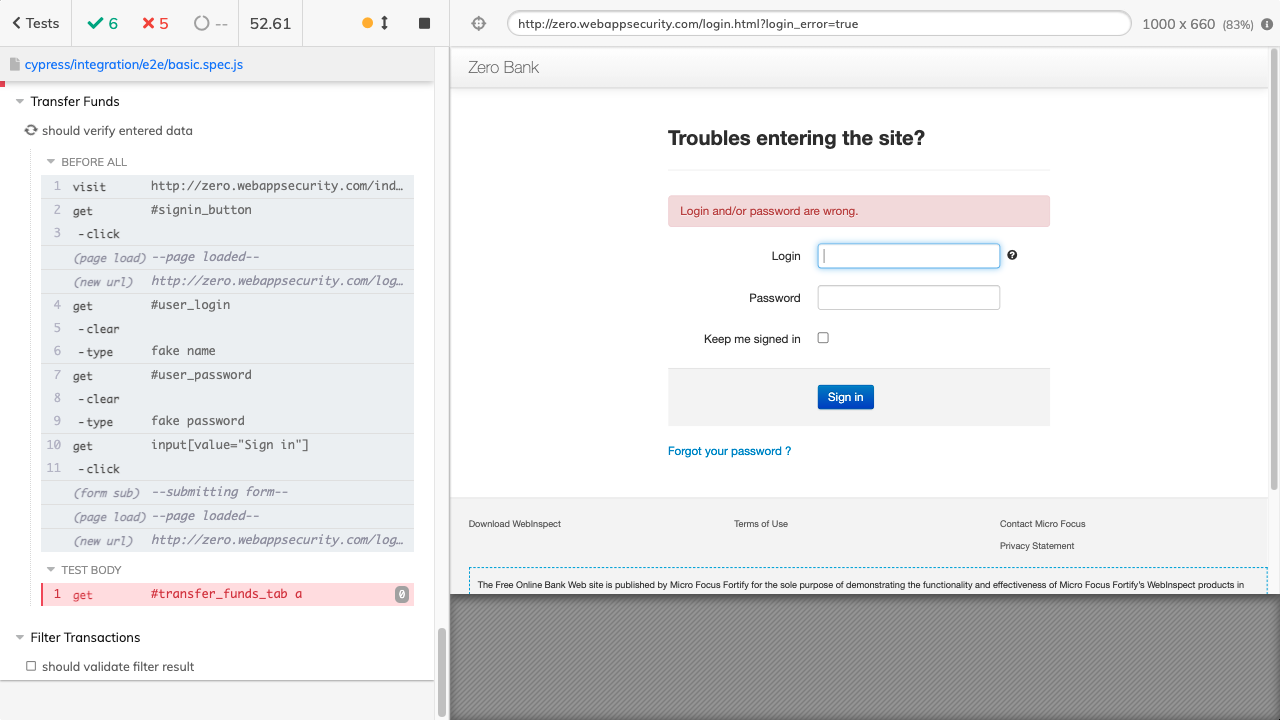 Tests 6 5 -- 52.61
http://zero.webappsecurity.com/login.html?login_error=true
1000 x 660 (83%)
cypress/integration/e2e/basic.spec.js
Transfer Funds
should verify entered data
BEFORE ALL
1 visit http://zero.webappsecurity.com/ind…
2 get #signin_button
3 -click
(page load) --page loaded--
(new url) http://zero.webappsecurity.com/log…
4 get #user_login
5 -clear
6 -type fake name
7 get #user_password
8 -clear
9 -type fake password
10 get input[value="Sign in"]
11 -click
(form sub) --submitting form--
(page load) --page loaded--
(new url) http://zero.webappsecurity.com/log…
TEST BODY
1 get #transfer_funds_tab a 0
Filter Transactions
should validate filter result
Zero Bank
Troubles entering the site?
Login and/or password are wrong.
Login
Password
Keep me signed in
Sign in
Forgot your password ?
Download WebInspect
Terms of Use
Contact Micro Focus
Privacy Statement
The Free Online Bank Web site is published by Micro Focus Fortify for the sole purpose of demonstrating the functionality and effectiveness of Micro Focus Fortify's WebInspect products in